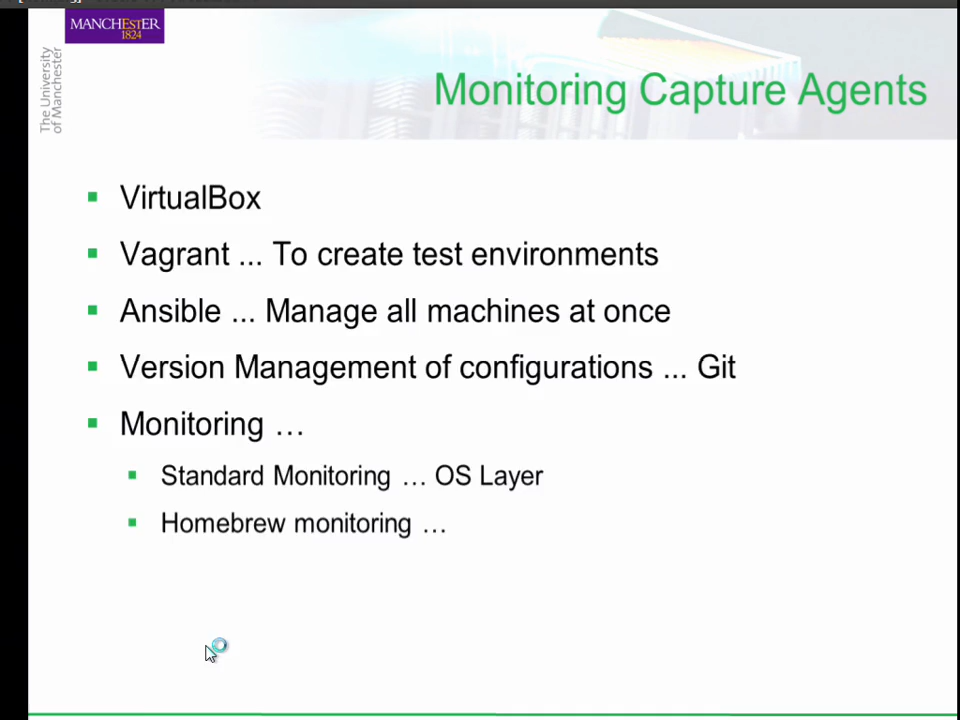 MANCHESTER
1824
The University
of Manchester
Monitoring Capture Agents
VirtualBox
Vagrant ... To create test environments
Ansible ... Manage all machines at once
Version Management of configurations ... Git
Monitoring …
Standard Monitoring … OS Layer
Homebrew monitoring …